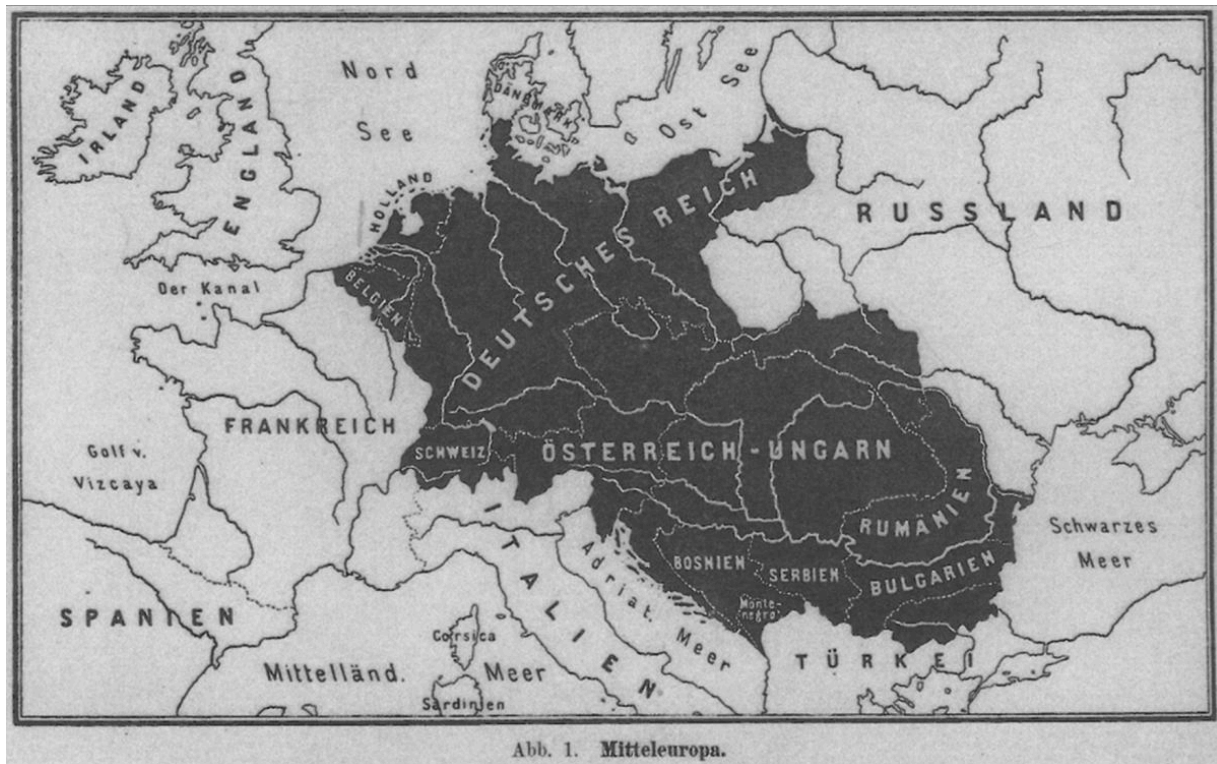 Nord
See
IRLAND
ENGLAND
DÄNEMARK
Ost See
HOLLAND
DEUTSCHES REICH
RUSSLAND
Der Kanal
BELGIEN
FRANKREICH
SCHWEIZ
ÖSTERREICH-UNGARN
Golf v.
Vizcaya
RUMÄNIEN
Schwarzes
Meer
ITALIEN
Adriat. Meer
BOSNIEN
SERBIEN
BULGARIEN
Monte-
negro
SPANIEN
Corsica
Mittelländ. Meer
Sardinien
TÜRKEI
Abb. 1. Mitteleuropa.